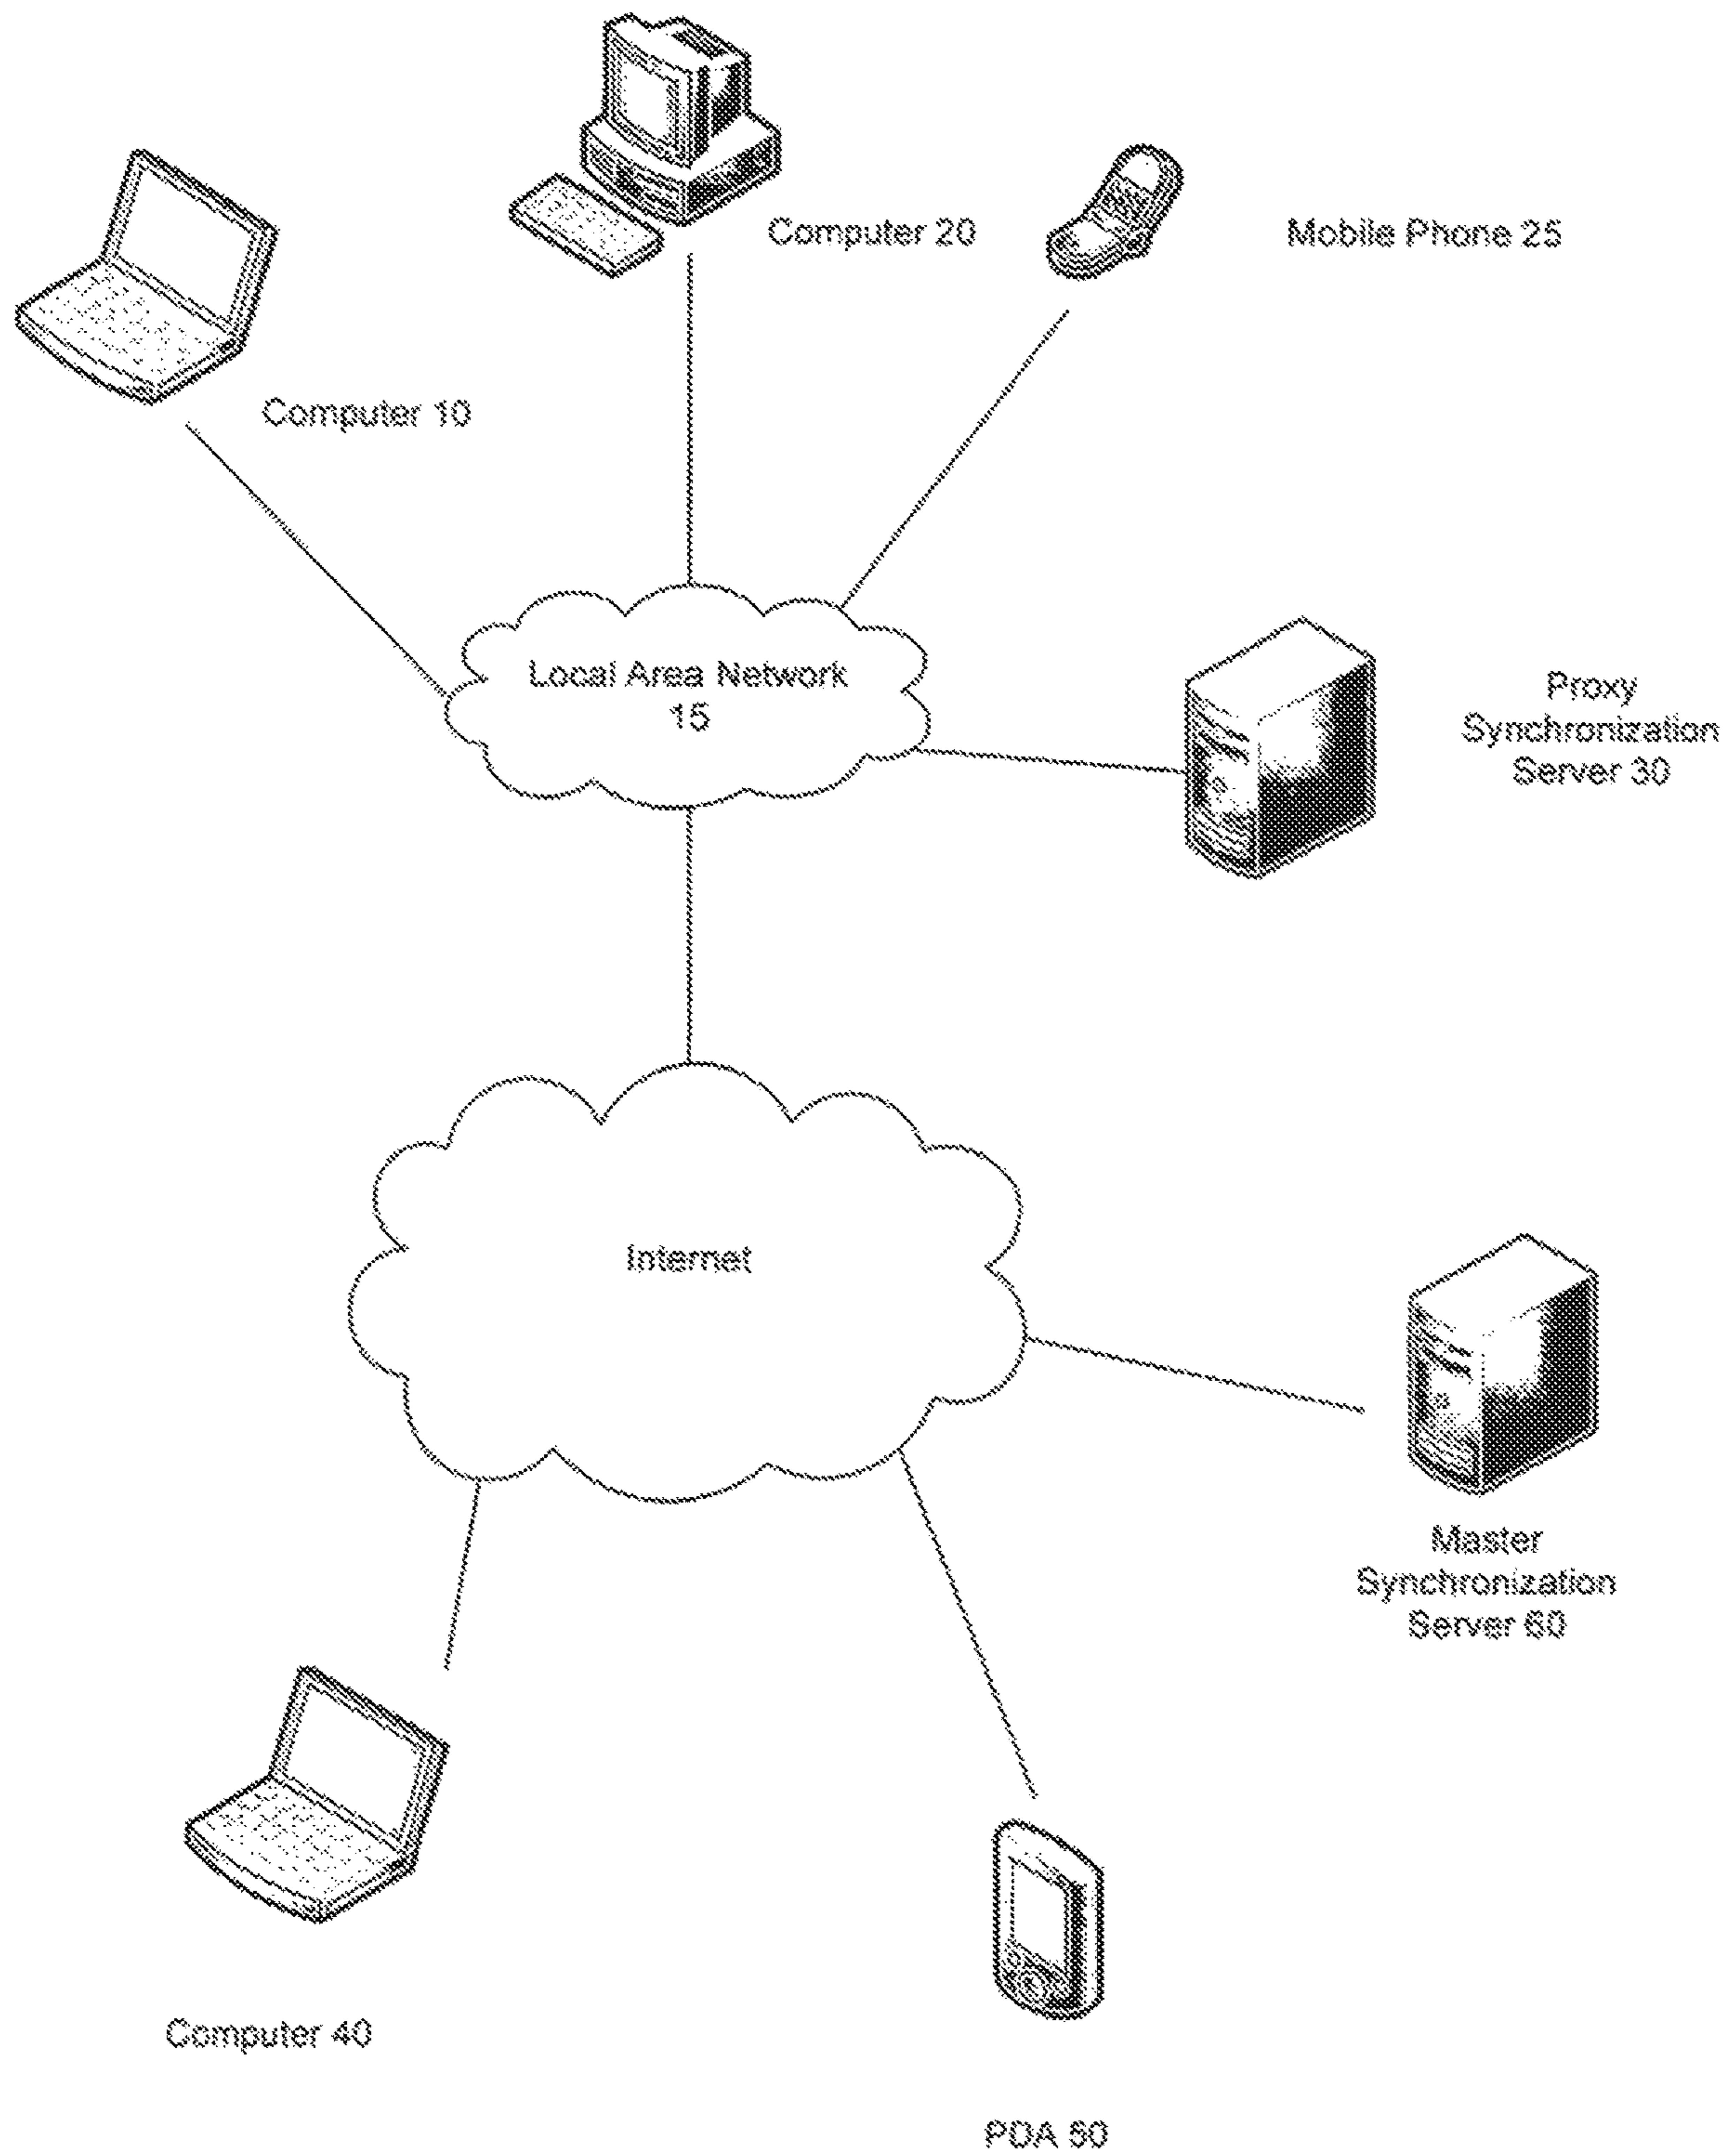 Computer 20
Mobile Phone 25
Computer 10
Local Area Network
15
Proxy
Synchronization
Server 30
Internet
Master
Synchronization
Server 60
Computer 40
PDA 50